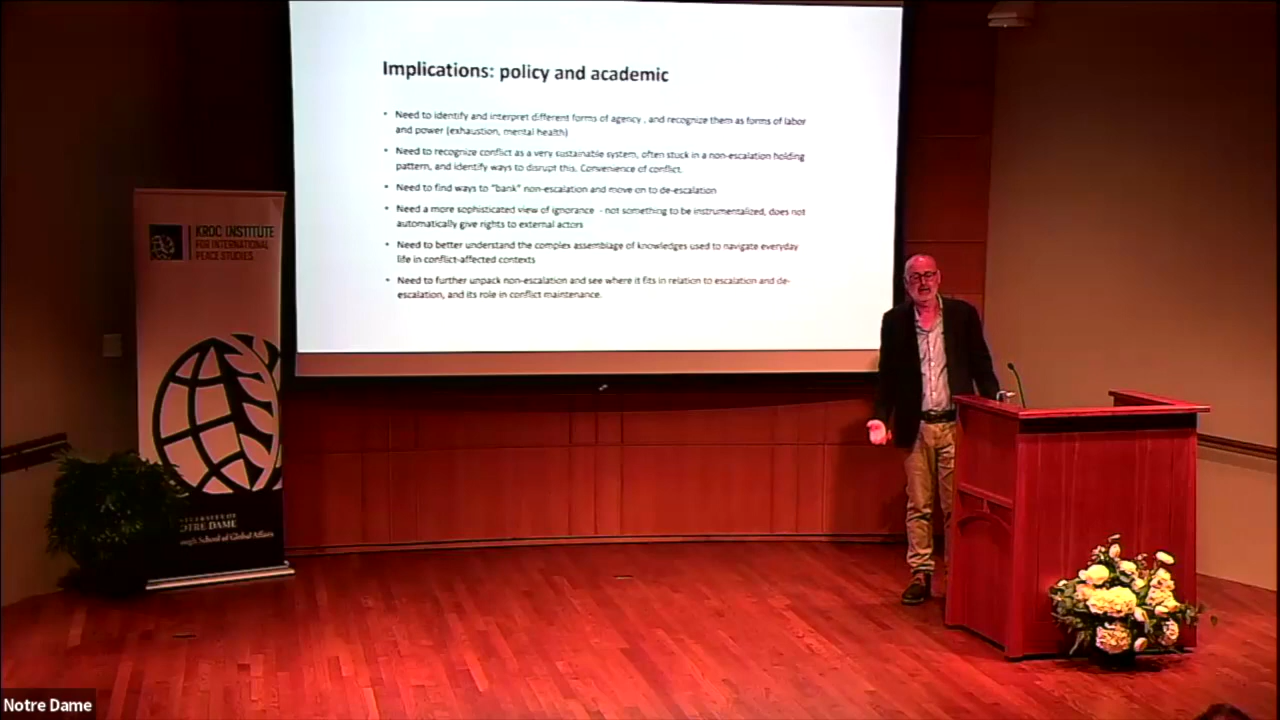 Implications: policy and academic
• Need to identify and interpret different forms of agency , and recognize them as forms of labor
and power (exhaustion, mental health)
• Need to recognize conflict as a very sustainable system, often stuck in a non-escalation holding
pattern, and identify ways to disrupt this. Convenience of conflict.
• Need to find ways to "bank" non-escalation and move on to de-escalation
• Need a more sophisticated view of ignorance - not something to be instrumentalized, does not
automatically give rights to external actors
• Need to better understand the complex assemblage of knowledges used to navigate everyday
life in conflict-affected contexts
• Need to further unpack non-escalation and see where it fits in relation to escalation and de-
escalation, and its role in conflict maintenance.
KROC INSTITUTE
FOR INTERNATIONAL
PEACE STUDIES
DAME
School of Global Affairs
Notre Dame